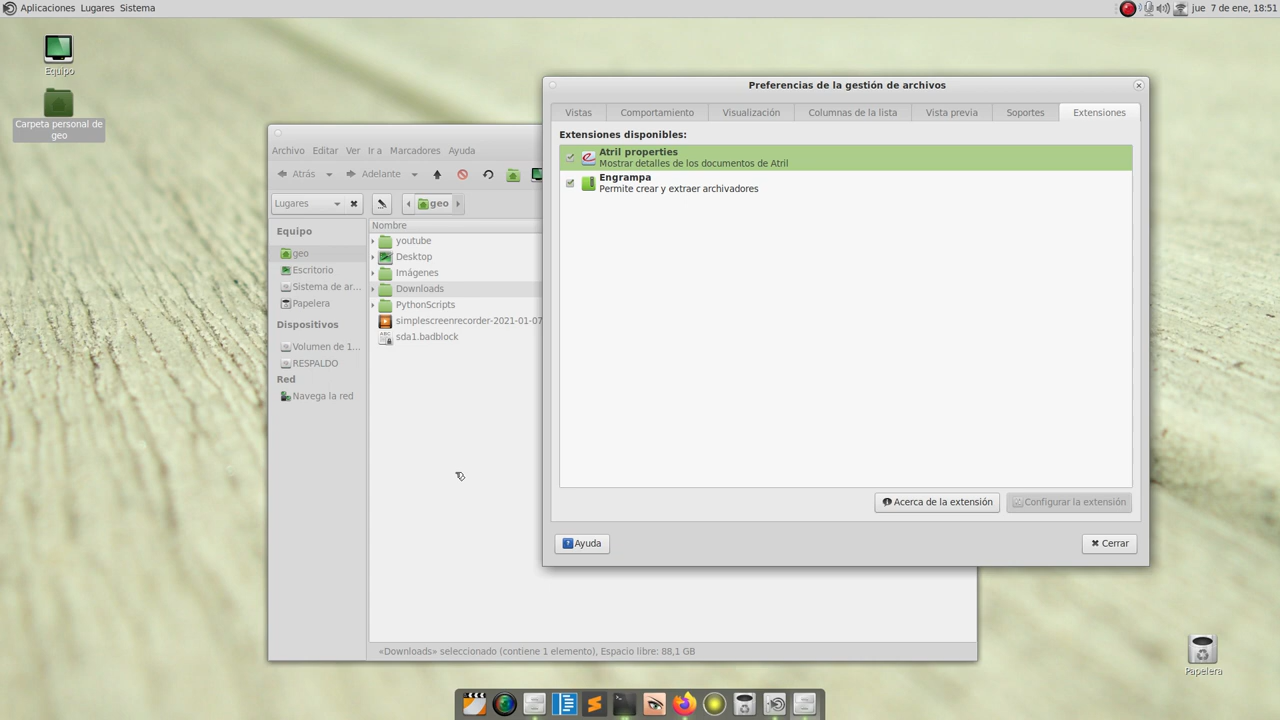 Aplicaciones Lugares Sistema
jue 7 de ene, 18:51
Equipo
Carpeta personal de
geo
Preferencias de la gestión de archivos
Vistas Comportamiento Visualización Columnas de la lista Vista previa Soportes Extensiones
Extensiones disponibles:
Atril properties
Mostrar detalles de los documentos de Atril
Engrampa
Permite crear y extraer archivadores
Acerca de la extensión Configurar la extensión
Ayuda Cerrar
Archivo Editar Ver Ir a Marcadores Ayuda
Atrás Adelante
Lugares geo
Equipo
geo
Escritorio
Sistema de ar...
Papelera
Dispositivos
Volumen de 1...
RESPALDO
Red
Navega la red
Nombre
youtube
Desktop
Imágenes
Downloads
PythonScripts
simplescreenrecorder-2021-01-07
sda1.badblock
«Downloads» seleccionado (contiene 1 elemento), Espacio libre: 88,1 GB
Papelera